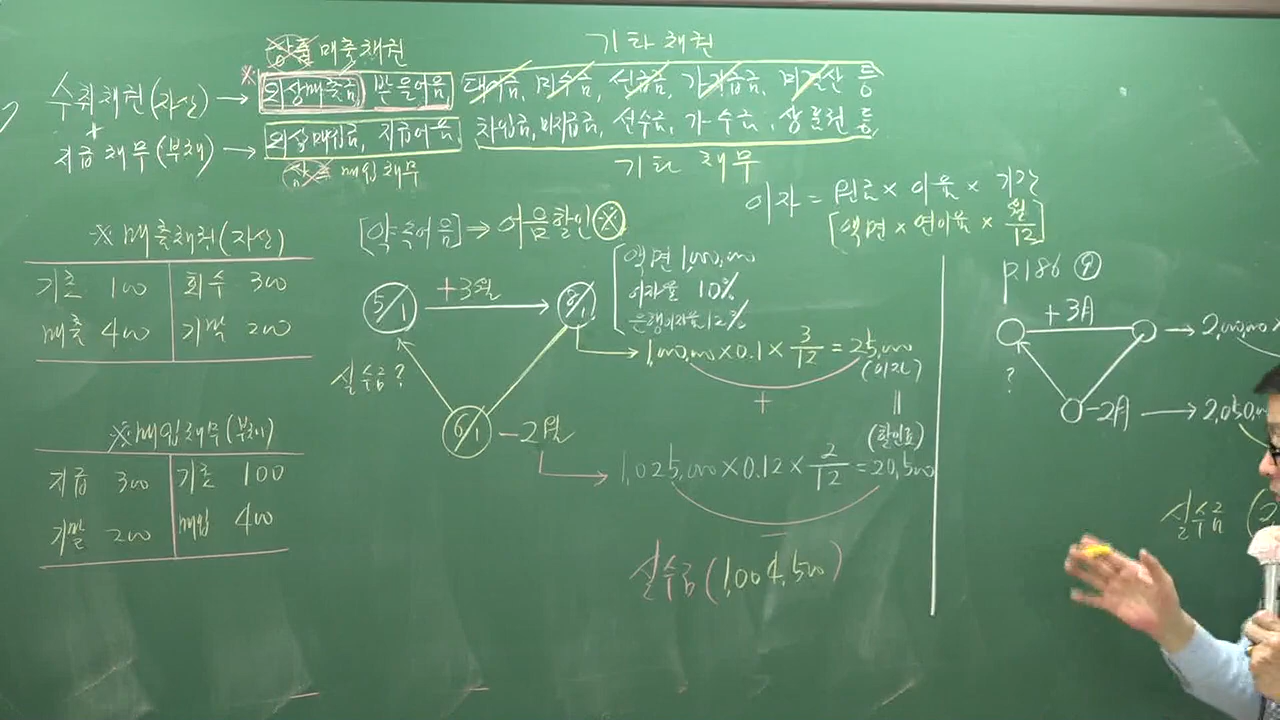 상품 매출채권
기타 채권
수취채권(자산) → ※ 외상매출금, 받을어음, 대여금, 미수금, 선급금, 가지급금, 미결산 등
+
지급채무(부채) → 외상매입금, 지급어음, 차입금, 미지급금, 선수금, 가수금, 상품권 등
상품 매입채무
기타 채무
이자 = 원금 × 이율 × 기간
[액면 × 연이율 × 월/12]
※ 매출채권(자산)
기초 100 회수 300
매출 400 기말 200
※ 매입채무(부채)
지급 300 기초 100
기말 200 매입 400
[약속어음] ⇒ 어음할인 ※
액면 1,000,000
이자율 10%
은행이자율 12%
5/1 +3월 8/1
실수금?
6/1 -2월
→ 1,000,000 × 0.1 × 3/12 = 25,000
(이자)
+
||
(할인료)
→ 1,025,000 × 0.12 × 2/12 = 20,500
−
실수금 (1,004,500)
P.186 ⑨
+3月
→ 2,000,000 ×
?
-2月 → 2,050,0
실수금 (2,